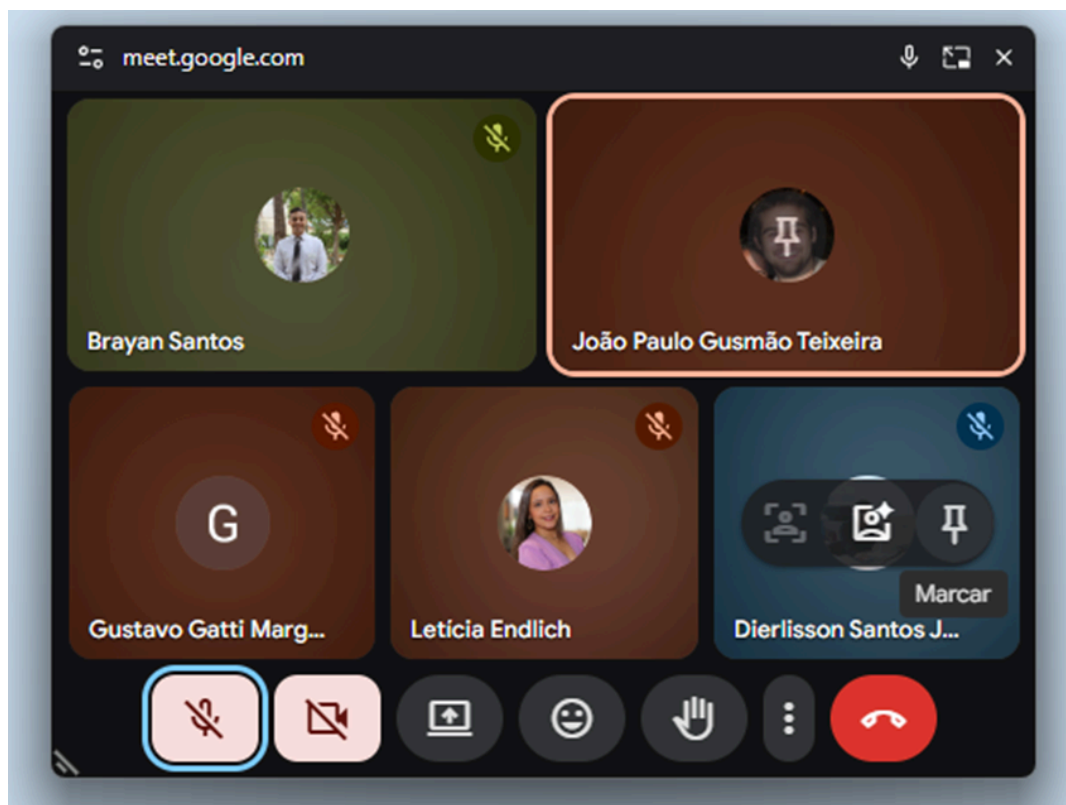 meet.google.com
Brayan Santos
João Paulo Gusmão Teixeira
G
Gustavo Gatti Marg...
Letícia Endlich
Marcar
Dierlisson Santos J...